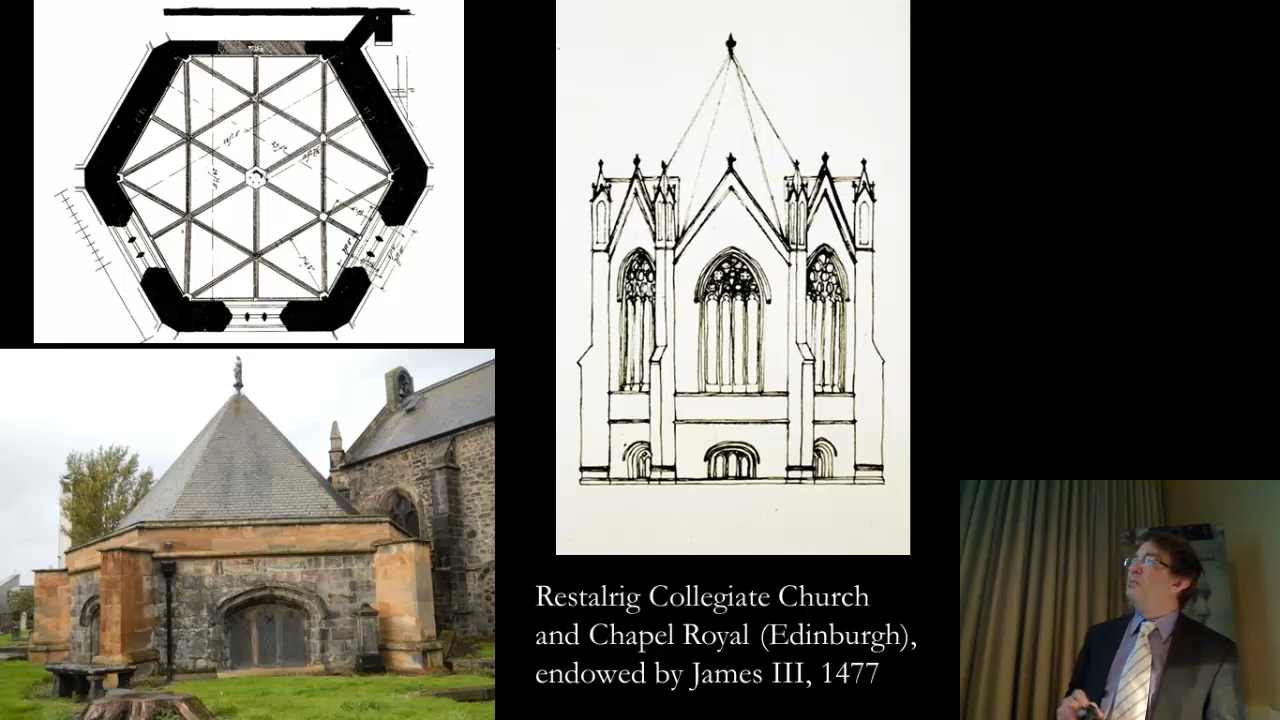 Restalrig Collegiate Church
and Chapel Royal (Edinburgh),
endowed by James III, 1477